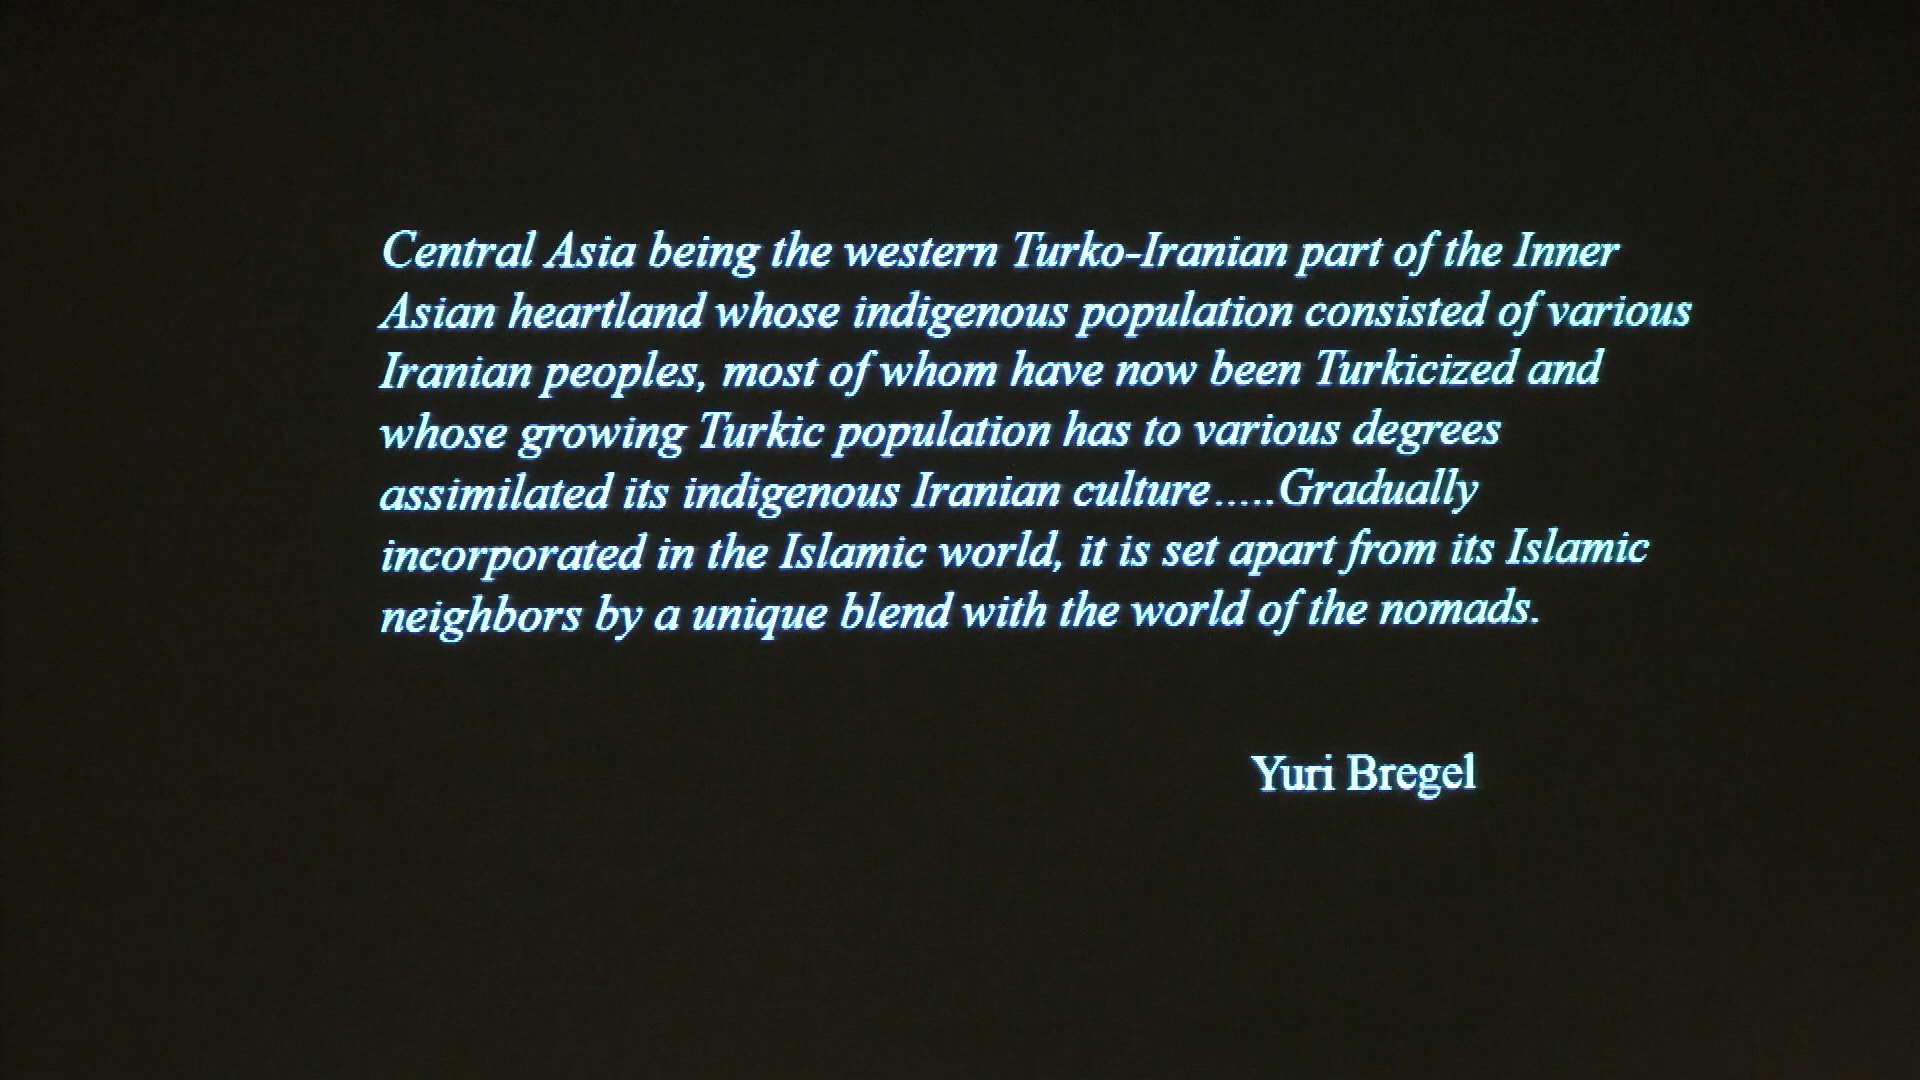 Central Asia being the western Turko-Iranian part of the Inner
Asian heartland whose indigenous population consisted of various
Iranian peoples, most of whom have now been Turkicized and
whose growing Turkic population has to various degrees
assimilated its indigenous Iranian culture.....Gradually
incorporated in the Islamic world, it is set apart from its Islamic
neighbors by a unique blend with the world of the nomads.
Yuri Bregel